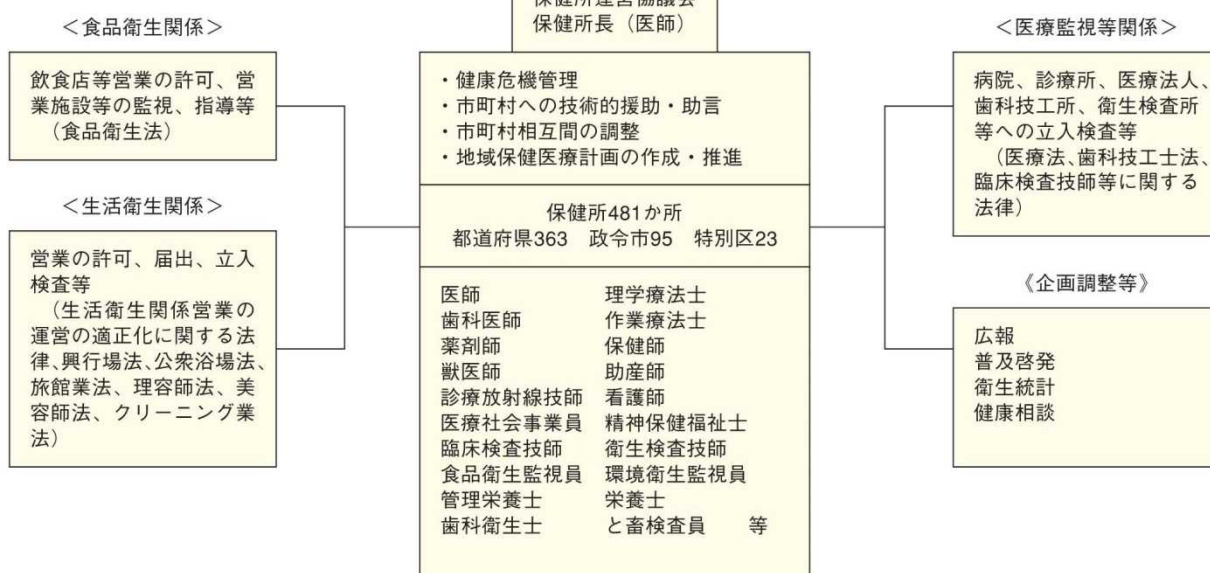 保健所運営協議会
保健所長（医師）
＜食品衛生関係＞
飲食店等営業の許可、営
業施設等の監視、指導等
（食品衛生法）
＜生活衛生関係＞
営業の許可、届出、立入
検査等
（生活衛生関係営業の
運営の適正化に関する法
律、興行場法、公衆浴場法、
旅館業法、理容師法、美
容師法、クリーニング業
法）
・健康危機管理
・市町村への技術的援助・助言
・市町村相互間の調整
・地域保健医療計画の作成・推進
保健所481か所
都道府県363　政令市95　特別区23
医師　理学療法士
歯科医師　作業療法士
薬剤師　保健師
獣医師　助産師
診療放射線技師　看護師
医療社会事業員　精神保健福祉士
臨床検査技師　衛生検査技師
食品衛生監視員　環境衛生監視員
管理栄養士　栄養士
歯科衛生士　と畜検査員　等
＜医療監視等関係＞
病院、診療所、医療法人、
歯科技工所、衛生検査所
等への立入検査等
（医療法、歯科技工士法、
臨床検査技師等に関する
法律）
《企画調整等》
広報
普及啓発
衛生統計
健康相談